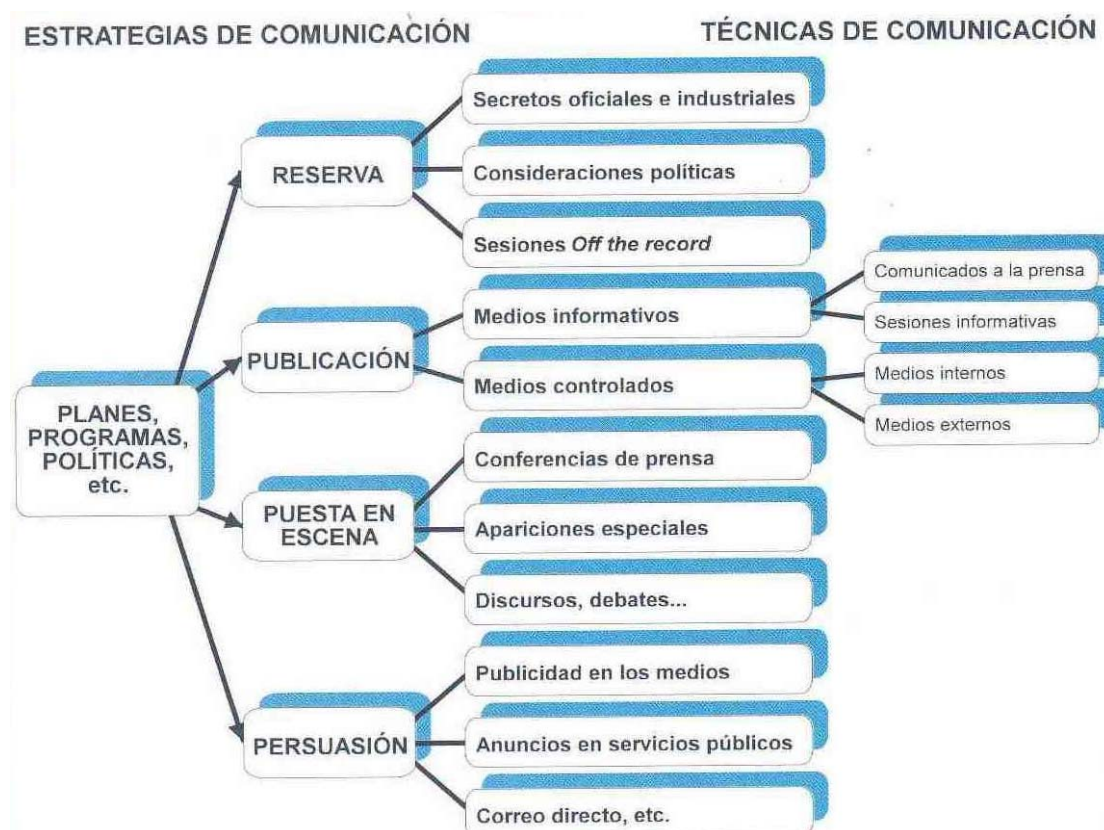 ESTRATEGIAS DE COMUNICACIÓN
TÉCNICAS DE COMUNICACIÓN
PLANES,
PROGRAMAS,
POLÍTICAS,
etc.
RESERVA
Secretos oficiales e industriales
Consideraciones políticas
Sesiones Off the record
PUBLICACIÓN
Medios informativos
Comunicados a la prensa
Sesiones informativas
Medios controlados
Medios internos
Medios externos
PUESTA EN
ESCENA
Conferencias de prensa
Apariciones especiales
Discursos, debates...
PERSUASIÓN
Publicidad en los medios
Anuncios en servicios públicos
Correo directo, etc.